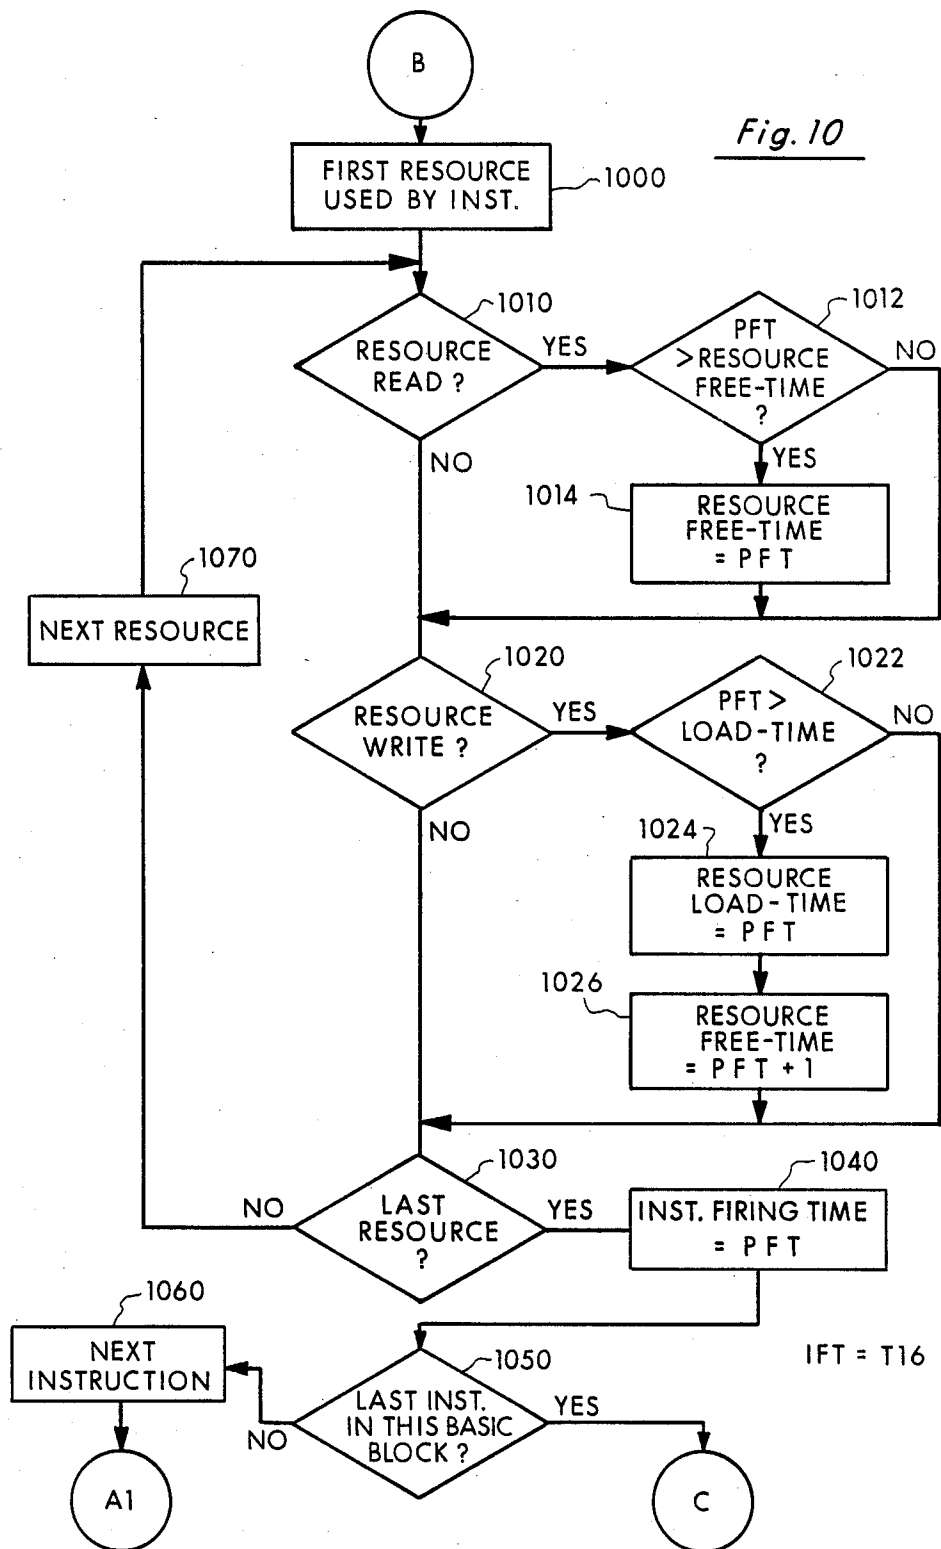 B
Fig. 10
FIRST RESOURCE
USED BY INST.
1000
1010
RESOURCE
READ ?
YES
NO
1012
PFT
>RESOURCE
FREE-TIME
?
NO
YES
1014
RESOURCE
FREE-TIME
= PFT
1070
NEXT RESOURCE
1020
RESOURCE
WRITE ?
YES
NO
1022
PFT >
LOAD-TIME
?
NO
YES
1024
RESOURCE
LOAD-TIME
= PFT
1026
RESOURCE
FREE-TIME
= PFT + 1
1030
LAST
RESOURCE
?
NO
YES
1040
INST. FIRING TIME
= PFT
1060
NEXT
INSTRUCTION
1050
LAST INST.
IN THIS BASIC
BLOCK ?
NO
YES
IFT = T16
A1
C